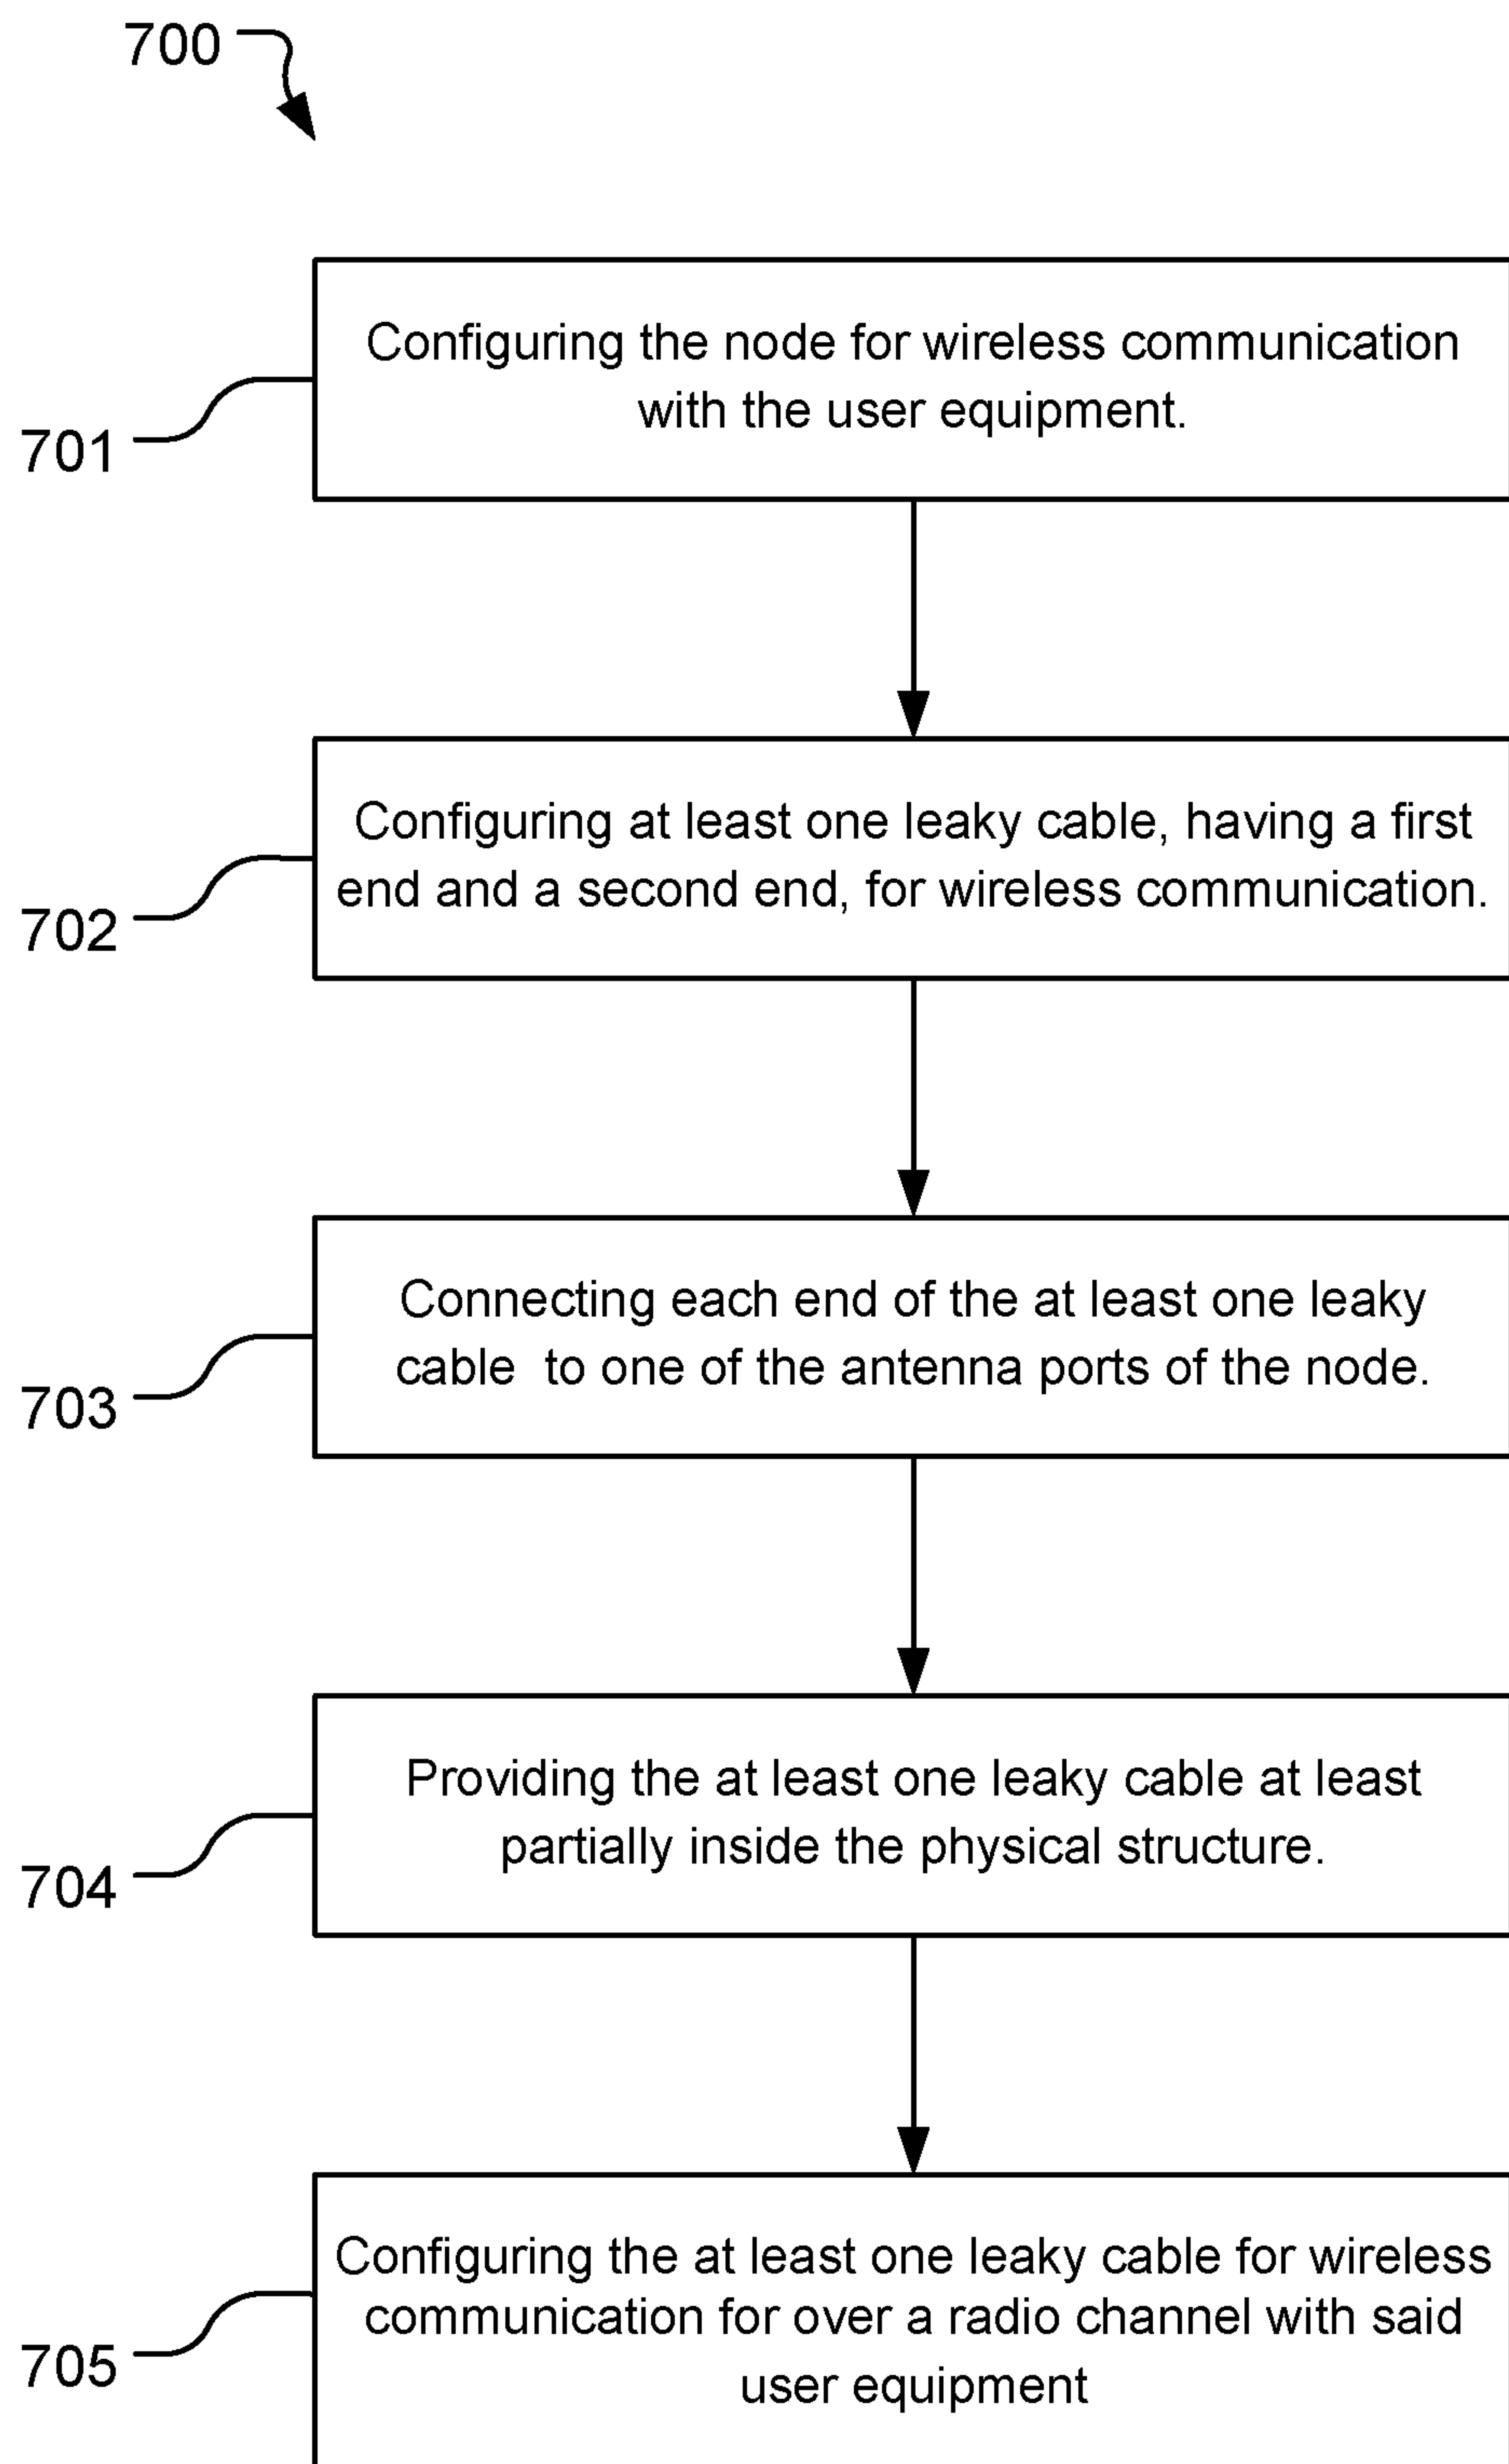 700
Configuring the node for wireless communication
with the user equipment.
701
Configuring at least one leaky cable, having a first
end and a second end, for wireless communication.
702
Connecting each end of the at least one leaky
cable  to one of the antenna ports of the node.
703
Providing the at least one leaky cable at least
partially inside the physical structure.
704
Configuring the at least one leaky cable for wireless
communication for over a radio channel with said
user equipment
705